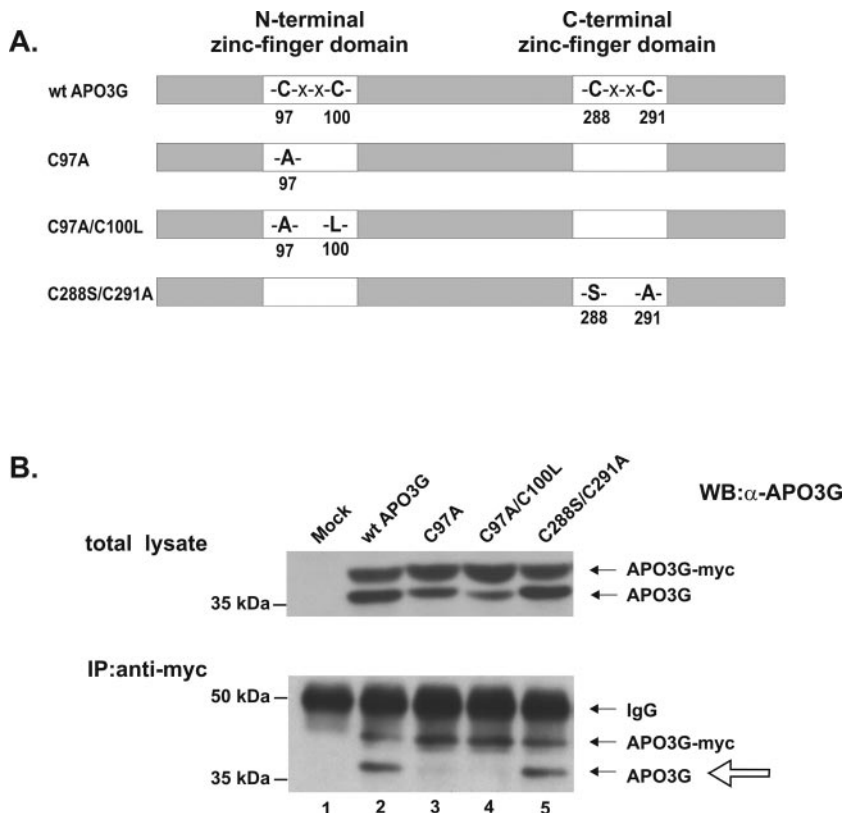 N-terminal
zinc-finger domain
C-terminal
zinc-finger domain
A.
wt APO3G
-C-x-x-C-
-C-x-x-C-
97 100
288 291
C97A
-A-
97
C97A/C100L
-A- -L-
97 100
C288S/C291A
-S- -A-
288 291
B.
Mock
wt APO3G
C97A
C97A/C100L
C288S/C291A
WB:α-APO3G
total lysate
APO3G-myc
35 kDa
APO3G
IP:anti-myc
50 kDa
IgG
APO3G-myc
35 kDa
APO3G
1 2 3 4 5